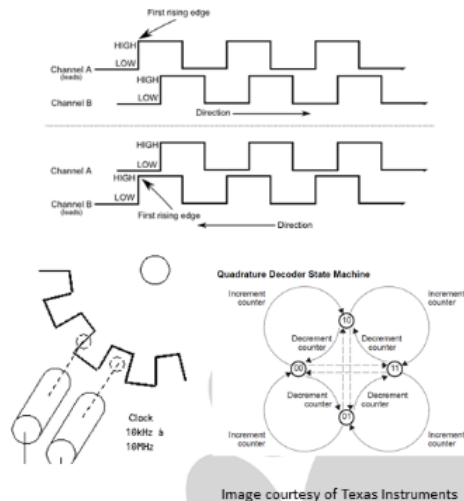 First rising edge
HIGH
Channel A
(leads)
LOW
HIGH
Channel B
LOW
Direction
HIGH
Channel A
LOW
HIGH
Channel B
(leads)
LOW
First rising edge
Direction
Quadrature Decoder State Machine
Increment
counter
Increment
counter
10
Decrement
counter
Decrement
counter
00
11
Decrement
counter
Decrement
counter
01
Increment
counter
Increment
counter
Clock
10kHz à
10MHz
Image courtesy of Texas Instruments